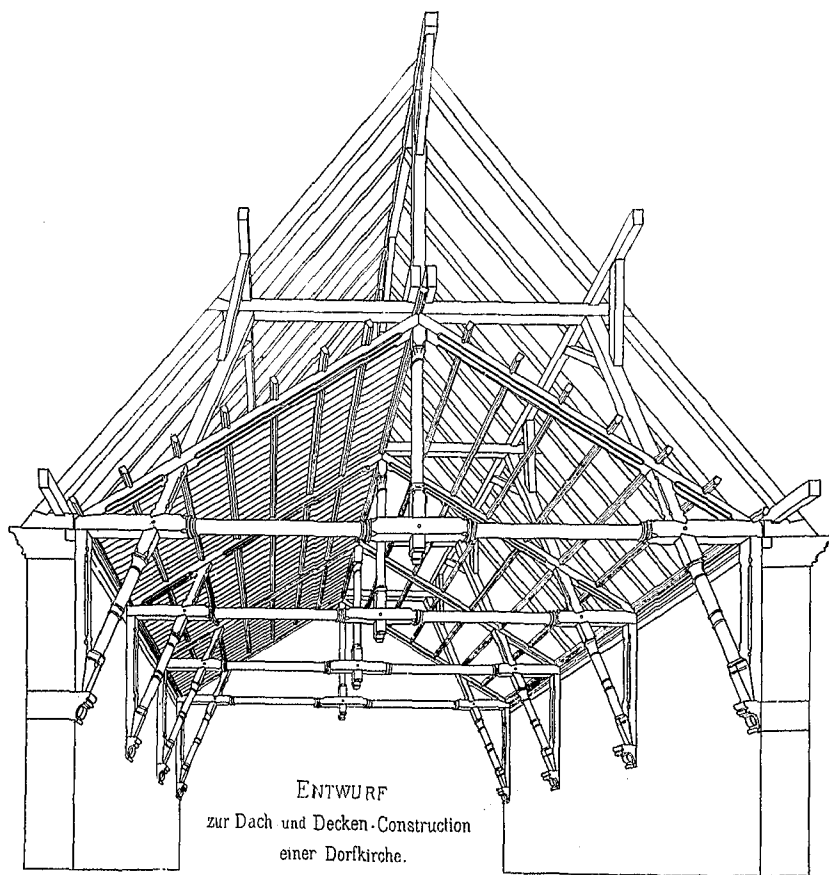 ENTWURF
zur Dach und Decken-Construction
einer Dorfkirche.